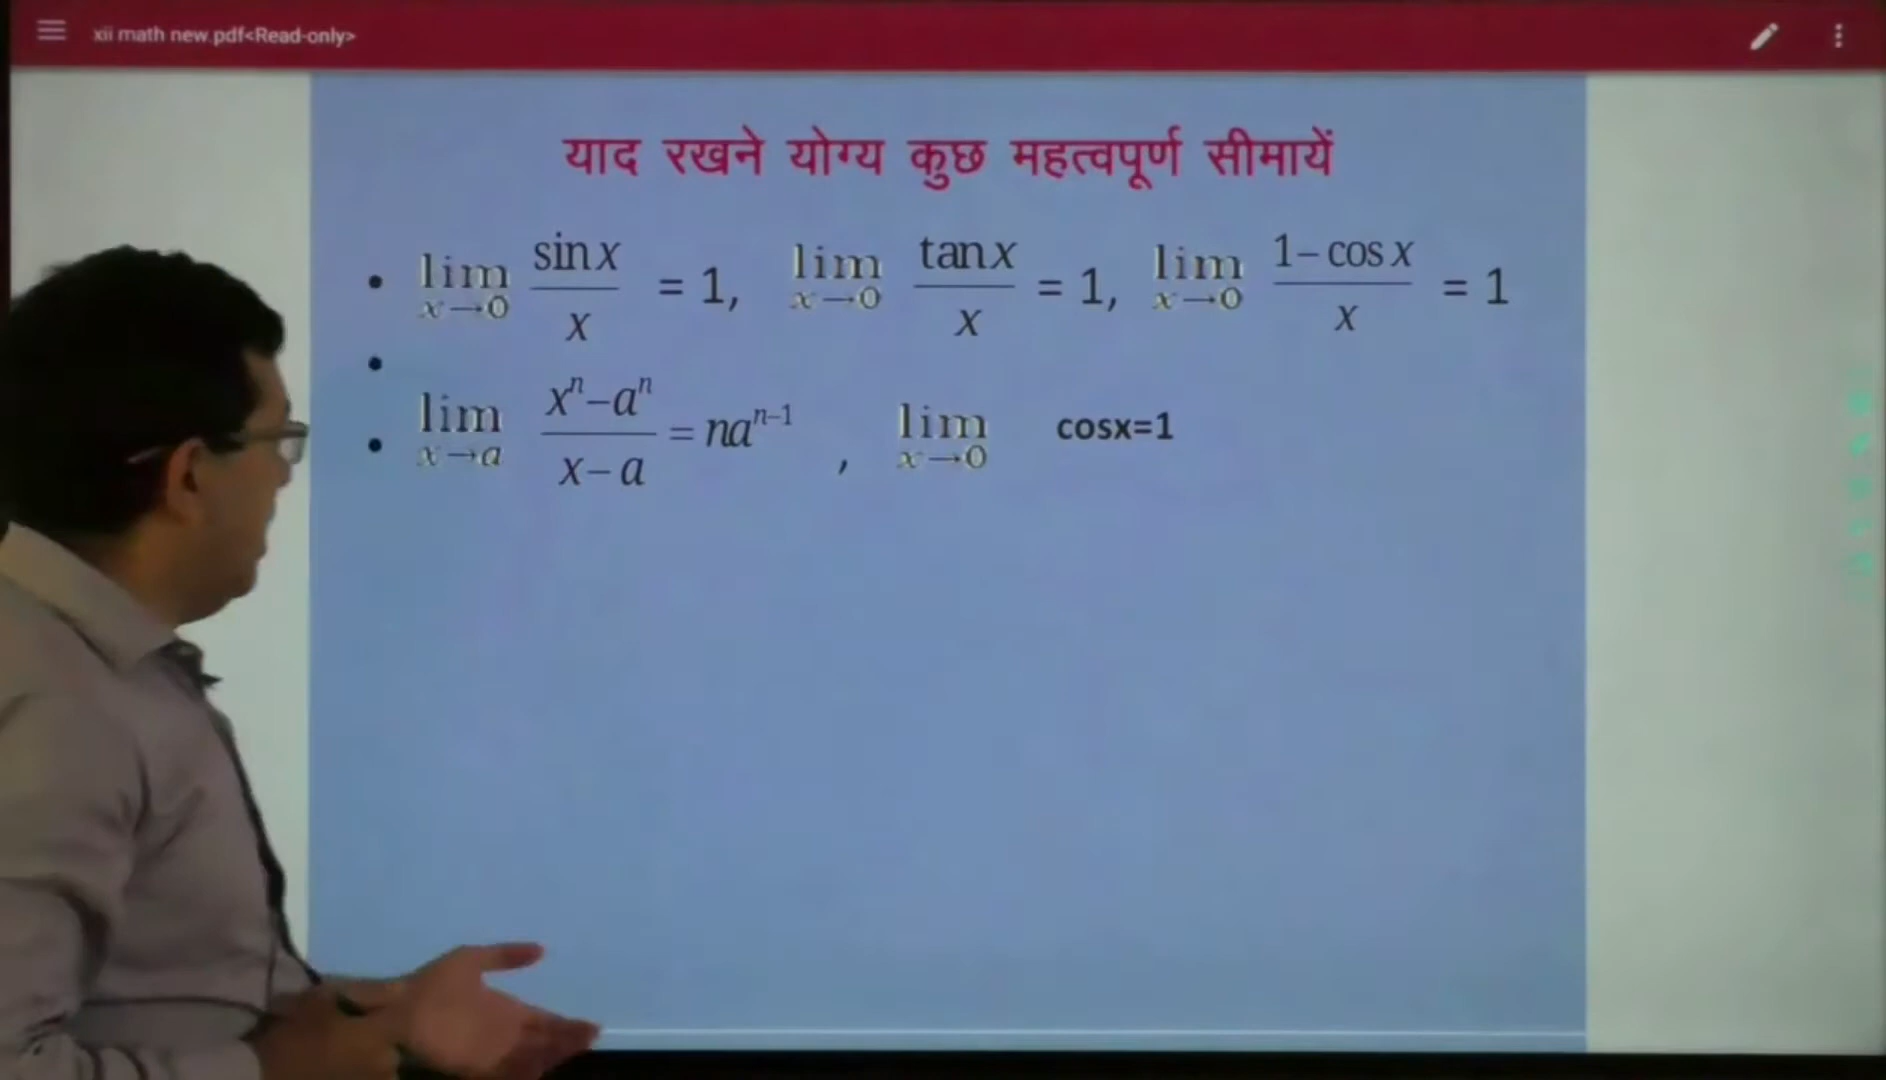 xii math new.pdf<Read-only>
याद रखने योग्य कुछ महत्वपूर्ण सीमायें
• lim x→0 sinx/x = 1, lim x→0 tanx/x = 1, lim x→0 1−cosx/x = 1
•
• lim x→a xⁿ−aⁿ/x−a = naⁿ⁻¹ , lim x→0 cosx=1